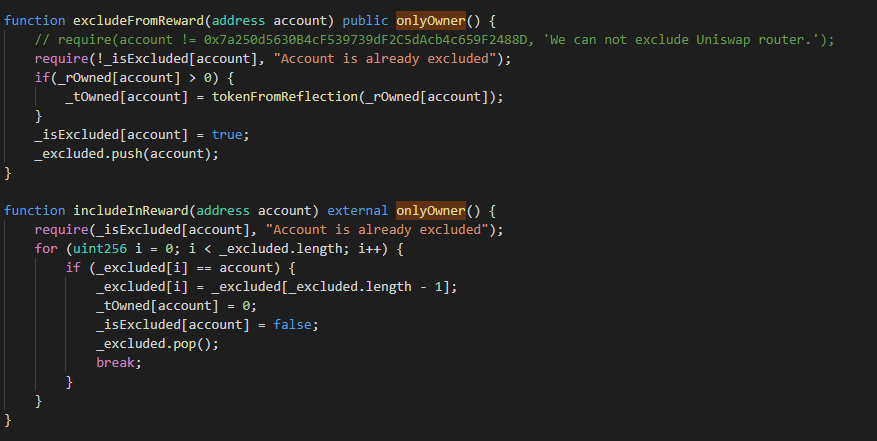 function excludeFromReward(address account) public onlyOwner() {
// require(account != 0x7a250d5630B4cF539739dF2C5dAcb4c659F2488D, 'We can not exclude Uniswap router.');
require(!_isExcluded[account], "Account is already excluded");
if(_rOwned[account] > 0) {
_tOwned[account] = tokenFromReflection(_rOwned[account]);
}
_isExcluded[account] = true;
_excluded.push(account);
}
function includeInReward(address account) external onlyOwner() {
require(_isExcluded[account], "Account is already excluded");
for (uint256 i = 0; i < _excluded.length; i++) {
if (_excluded[i] == account) {
_excluded[i] = _excluded[_excluded.length - 1];
_tOwned[account] = 0;
_isExcluded[account] = false;
_excluded.pop();
break;
}
}
}